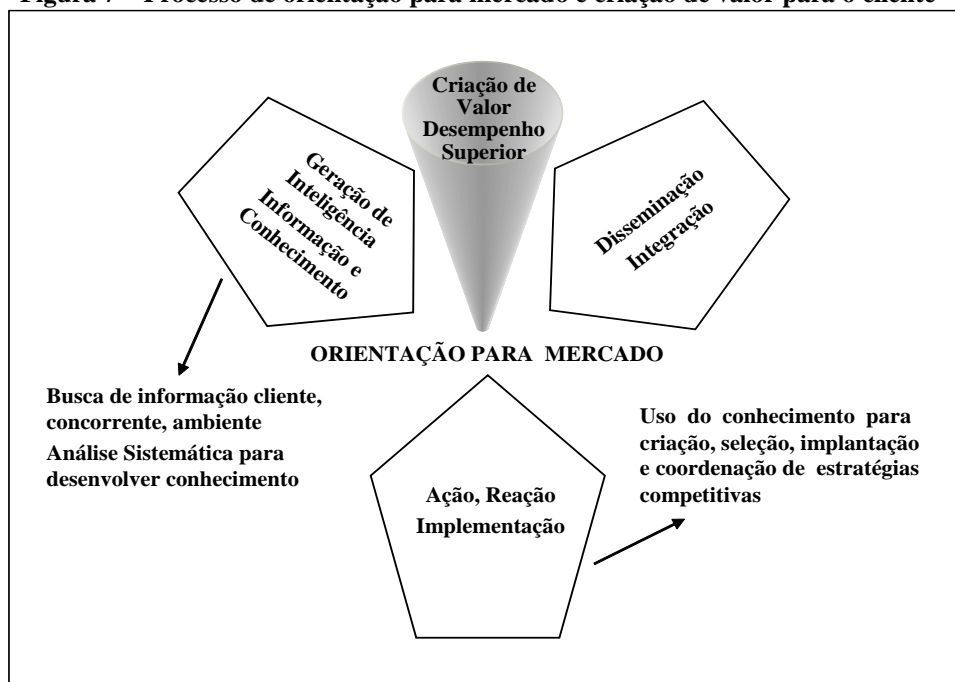 Figura 7 – Processo de orientação para mercado e criação de valor para o cliente
Criação de
Valor
Desempenho
Superior
Geração de
Inteligência
Informação e
Conhecimento
Disseminação
Integração
ORIENTAÇÃO PARA MERCADO
Busca de informação cliente,
concorrente, ambiente
Análise Sistemática para
desenvolver conhecimento
Ação, Reação
Implementação
Uso do conhecimento para
criação, seleção, implantação
e coordenação de estratégias
competitivas